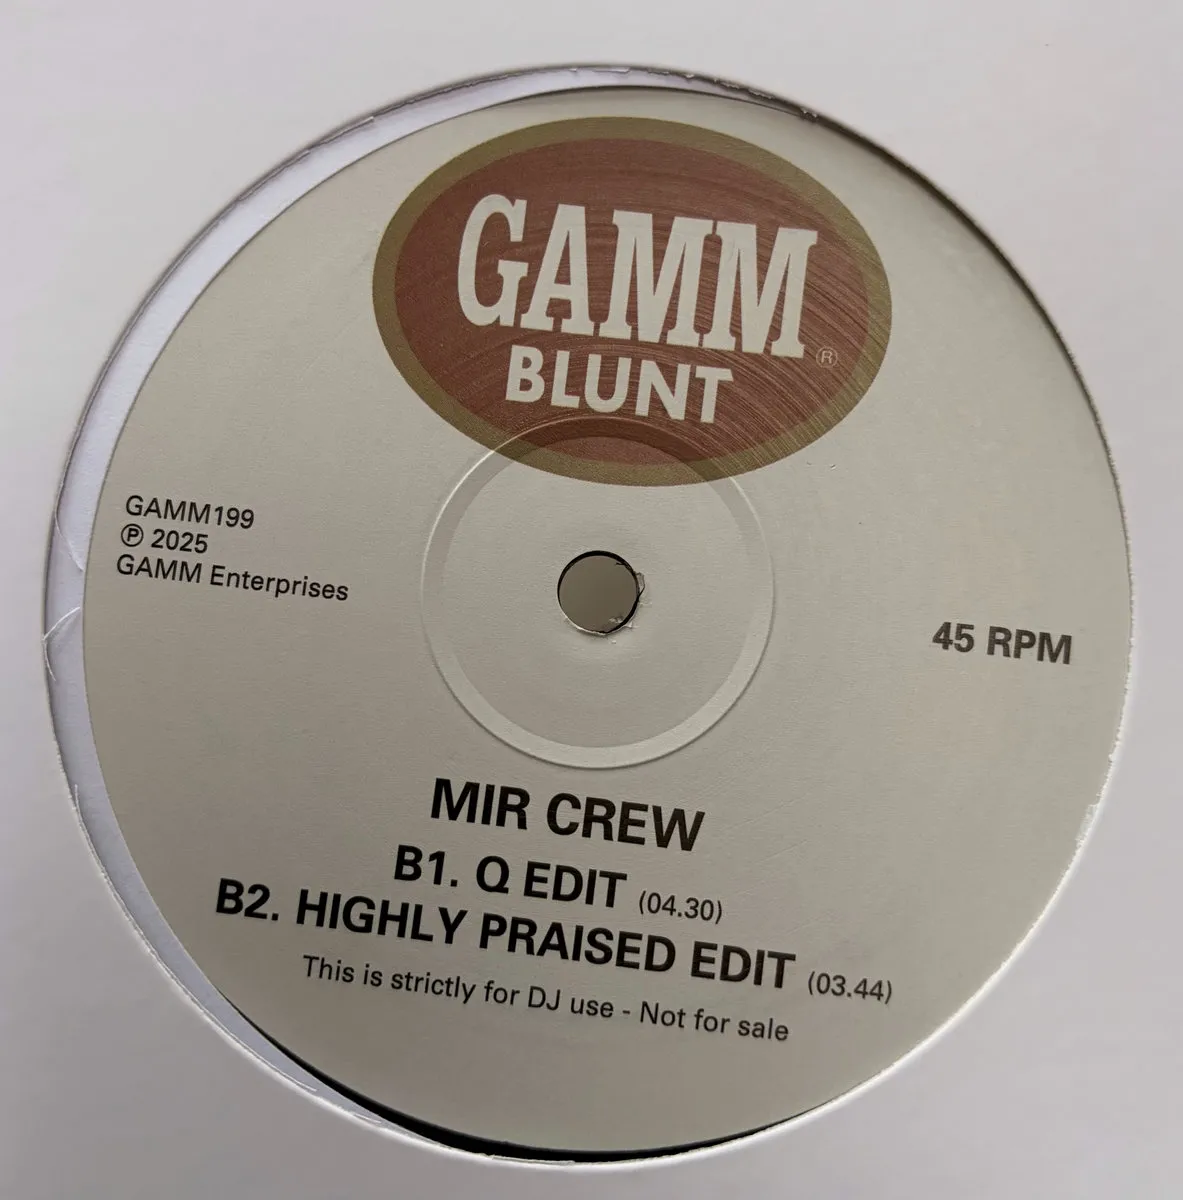 GAMM
BLUNT
®
GAMM199
℗ 2025
GAMM Enterprises
45 RPM
MIR CREW
B1. Q EDIT (04.30)
B2. HIGHLY PRAISED EDIT (03.44)
This is strictly for DJ use - Not for sale